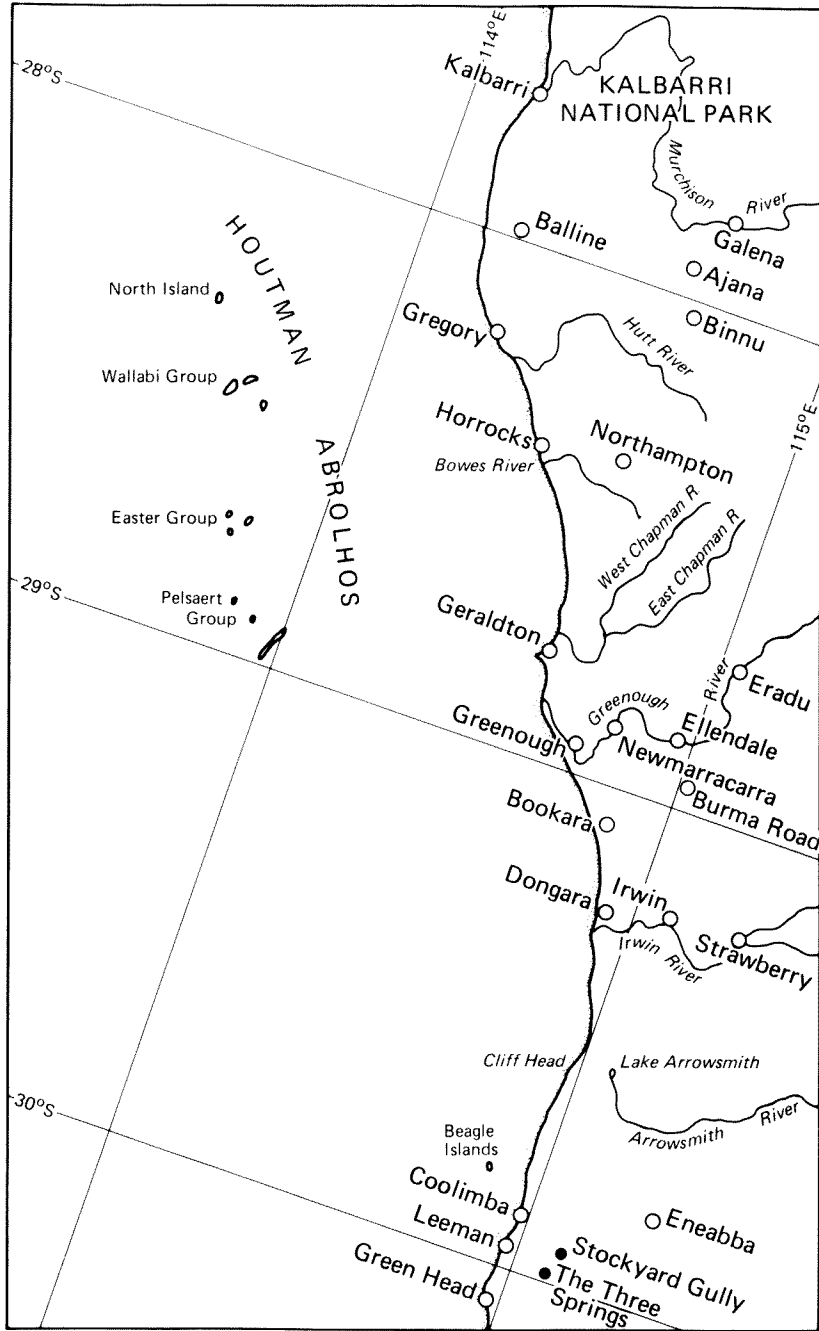 28°S
114°E
Kalbarri
KALBARRI
NATIONAL PARK
Murchison
River
Galena
Balline
Ajana
Binnu
HOUTMAN
ABROLHOS
North Island
Gregory
Hutt River
Wallabi Group
115°E
Horrocks
Northampton
Bowes River
Easter Group
West Chapman R
East Chapman R
29°S
Pelsaert
Group
Geraldton
Greenough
River
Eradu
Greenough
Ellendale
Newmarracarra
Burma Road
Bookara
Dongara
Irwin
Irwin River
Strawberry
Cliff Head
Lake Arrowsmith
Arrowsmith
River
30°S
Beagle
Islands
Coolimba
Eneabba
Leeman
Stockyard Gully
Green Head
The Three
Springs